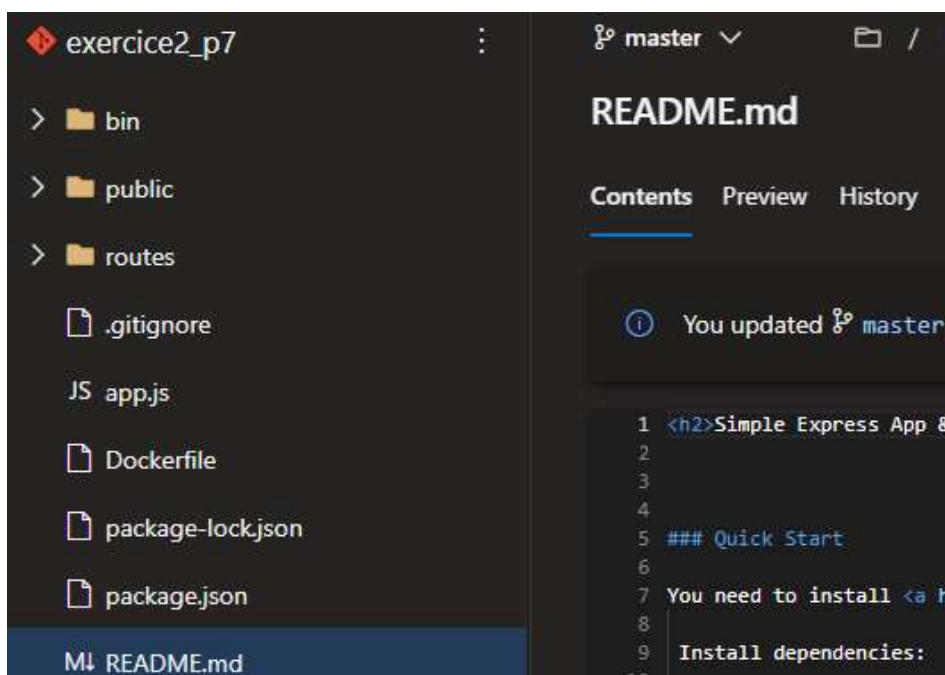 exercice2_p7
bin
public
routes
.gitignore
JS app.js
Dockerfile
package-lock.json
package.json
M↓ README.md
master
/
README.md
Contents Preview History
You updated master
1 <h2>Simple Express App &
2
3
4
5 ### Quick Start
6
7 You need to install <a h
8
9 Install dependencies: